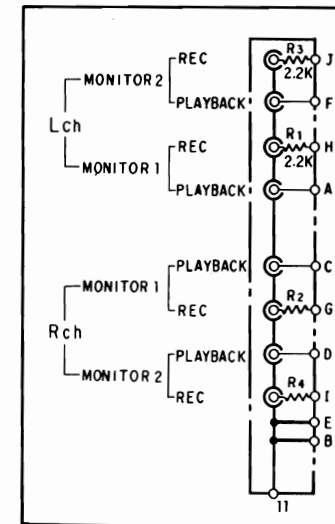 REC R3 J
MONITOR 2 2.2K
PLAYBACK F
Lch
REC R1 H
MONITOR 1 2.2K
PLAYBACK A
PLAYBACK C
MONITOR 1
REC R2 G
Rch
PLAYBACK D
MONITOR 2
REC R4 I
E
B
11